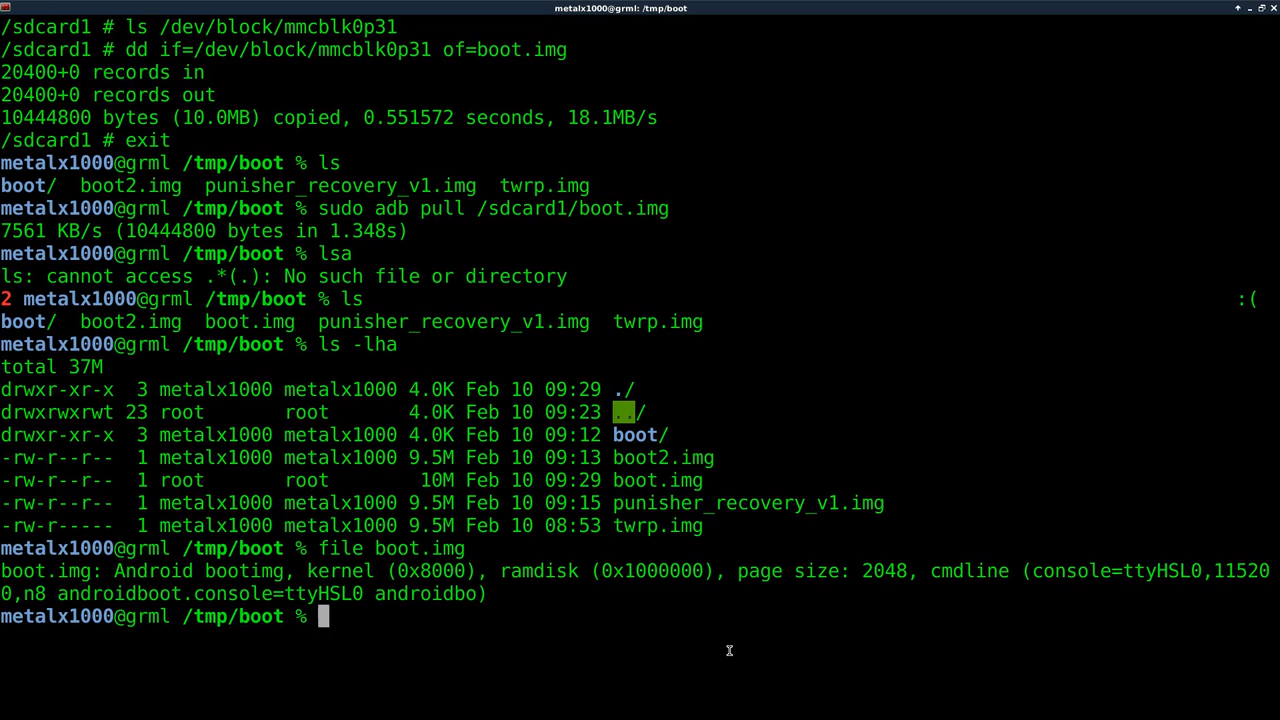 metalx1000@grml: /tmp/boot
/sdcard1 # ls /dev/block/mmcblk0p31
/sdcard1 # dd if=/dev/block/mmcblk0p31 of=boot.img
20400+0 records in
20400+0 records out
10444800 bytes (10.0MB) copied, 0.551572 seconds, 18.1MB/s
/sdcard1 # exit
metalx1000@grml /tmp/boot % ls
boot/  boot2.img  punisher_recovery_v1.img  twrp.img
metalx1000@grml /tmp/boot % sudo adb pull /sdcard1/boot.img
7561 KB/s (10444800 bytes in 1.348s)
metalx1000@grml /tmp/boot % lsa
ls: cannot access .*(.): No such file or directory
2 metalx1000@grml /tmp/boot % ls :(
boot/  boot2.img  boot.img  punisher_recovery_v1.img  twrp.img
metalx1000@grml /tmp/boot % ls -lha
total 37M
drwxr-xr-x  3 metalx1000 metalx1000 4.0K Feb 10 09:29 ./
drwxrwxrwt 23 root       root       4.0K Feb 10 09:23 ../
drwxr-xr-x  3 metalx1000 metalx1000 4.0K Feb 10 09:12 boot/
-rw-r--r--  1 metalx1000 metalx1000 9.5M Feb 10 09:13 boot2.img
-rw-r--r--  1 root       root        10M Feb 10 09:29 boot.img
-rw-r--r--  1 metalx1000 metalx1000 9.5M Feb 10 09:15 punisher_recovery_v1.img
-rw-r-----  1 metalx1000 metalx1000 9.5M Feb 10 08:53 twrp.img
metalx1000@grml /tmp/boot % file boot.img
boot.img: Android bootimg, kernel (0x8000), ramdisk (0x1000000), page size: 2048, cmdline (console=ttyHSL0,11520
0,n8 androidboot.console=ttyHSL0 androidbo)
metalx1000@grml /tmp/boot %